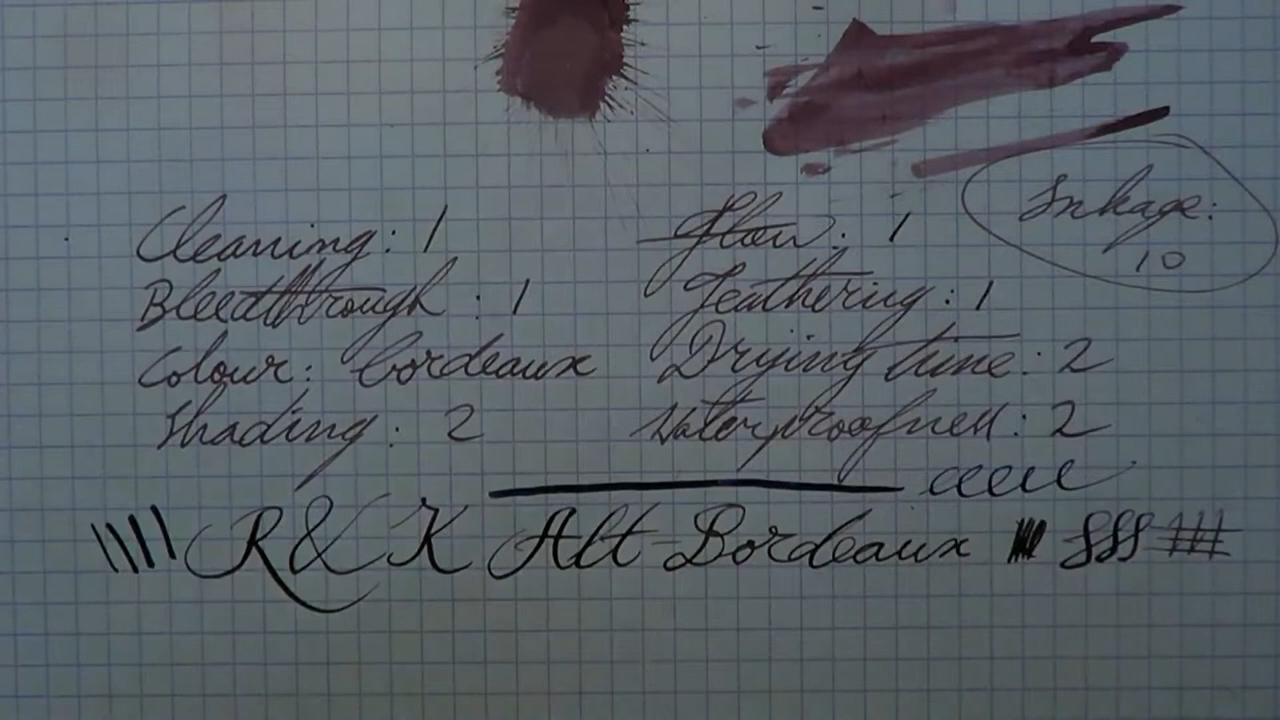 Cleaning: 1
Bleedthrough: 1
Colour: bordeaux
Shading: 2
Flow: 1
Feathering: 1
Drying time: 2
Waterproofness: 2
Inkage:
10
R&K Alt-Bordeaux